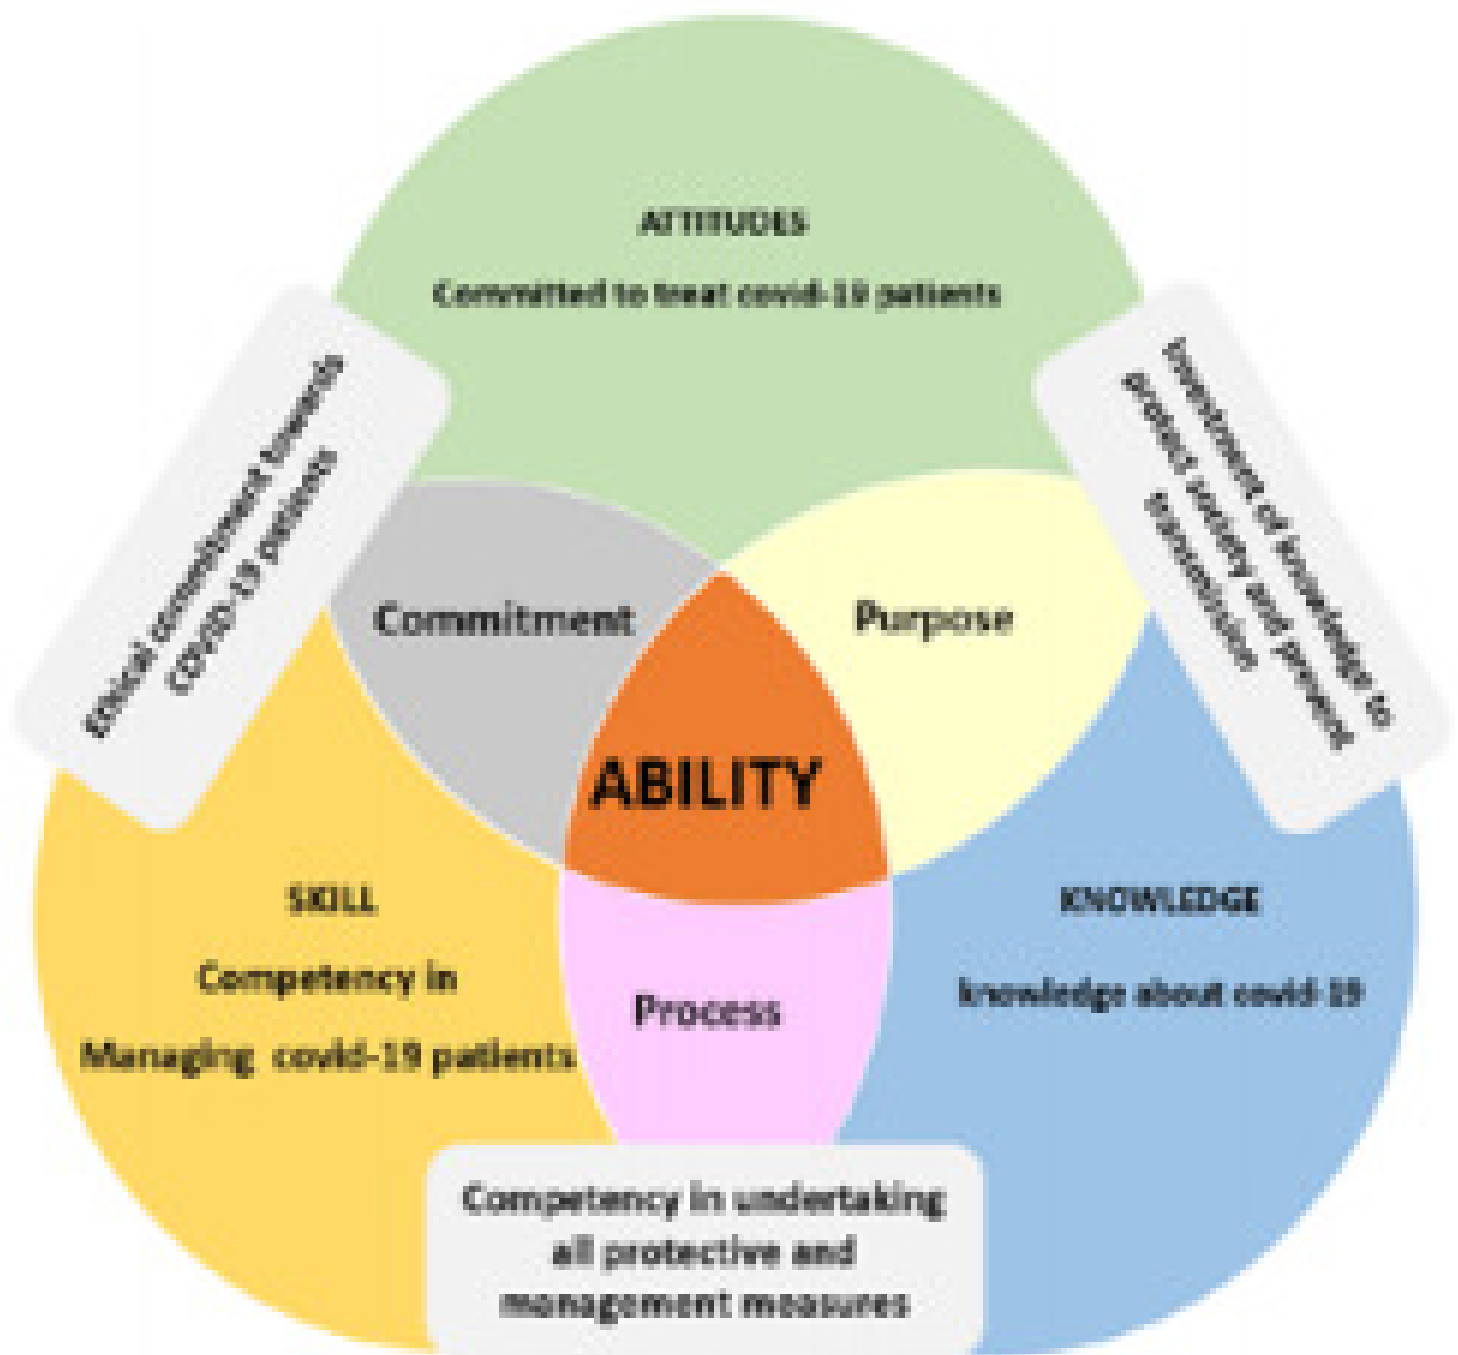 ATTITUDES
Committed to treat covid-19 patients
Ethical commitment towards
COVID-19 patients
Investment of knowledge to
protect society and prevent
transmission
Commitment
Purpose
ABILITY
SKILL
Competency in
Managing covid-19 patients
KNOWLEDGE
knowledge about covid-19
Process
Competency in undertaking
all protective and
management measures